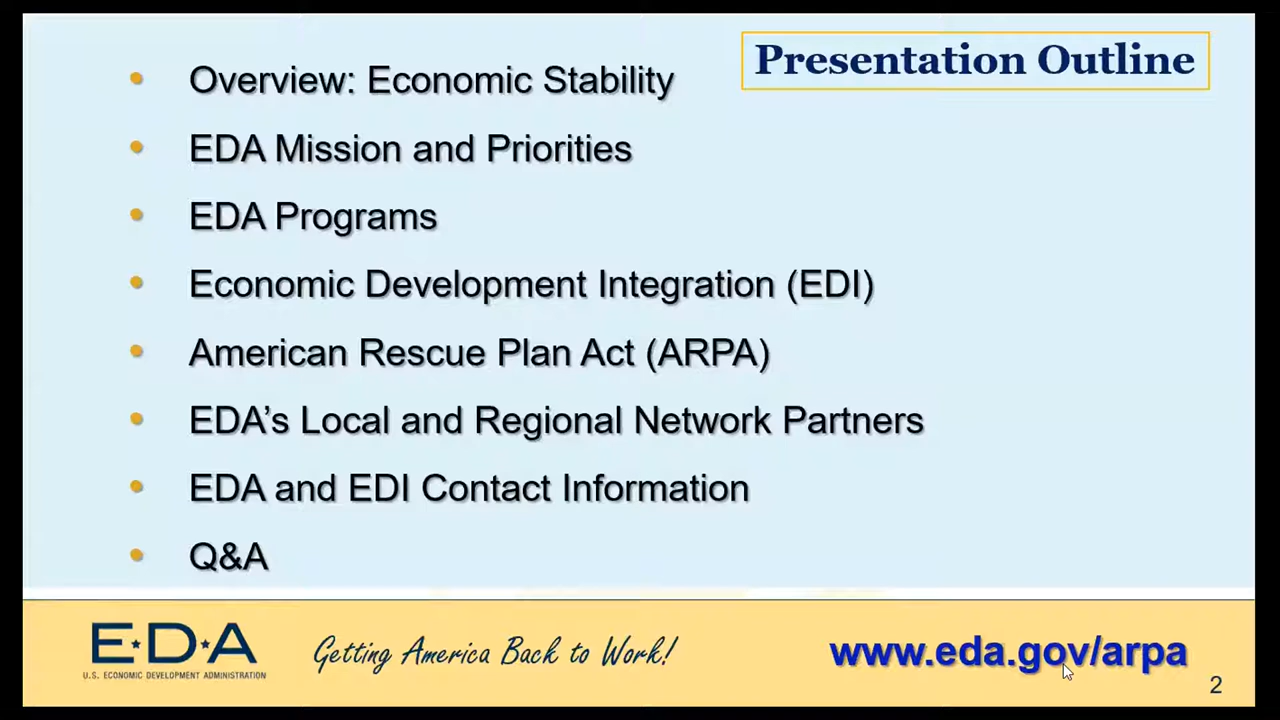 Presentation Outline
• Overview: Economic Stability
• EDA Mission and Priorities
• EDA Programs
• Economic Development Integration (EDI)
• American Rescue Plan Act (ARPA)
• EDA’s Local and Regional Network Partners
• EDA and EDI Contact Information
• Q&A
E★D★A
U.S. ECONOMIC DEVELOPMENT ADMINISTRATION
Getting America Back to Work!
www.eda.gov/arpa
2